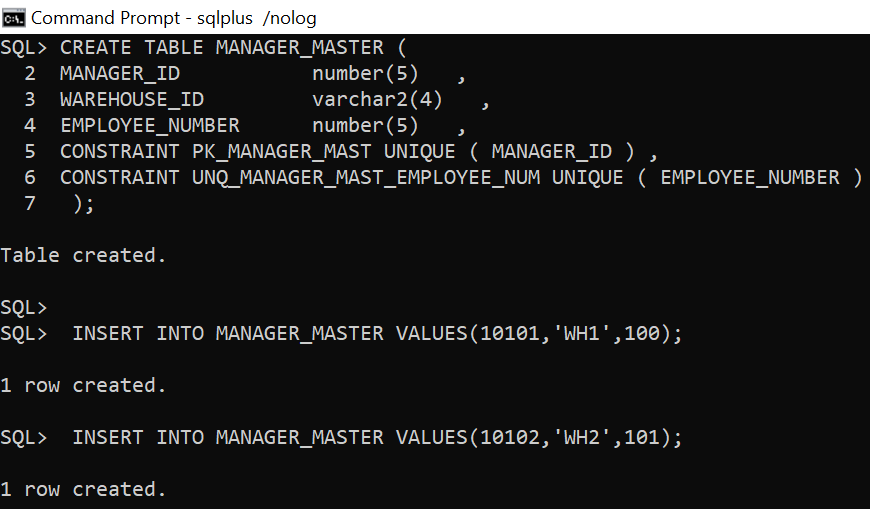 Command Prompt - sqlplus  /nolog
SQL> CREATE TABLE MANAGER_MASTER (
  2  MANAGER_ID           number(5)   ,
  3  WAREHOUSE_ID         varchar2(4)   ,
  4  EMPLOYEE_NUMBER      number(5)   ,
  5  CONSTRAINT PK_MANAGER_MAST UNIQUE ( MANAGER_ID ) ,
  6  CONSTRAINT UNQ_MANAGER_MAST_EMPLOYEE_NUM UNIQUE ( EMPLOYEE_NUMBER )
  7   );
Table created.
SQL>
SQL>  INSERT INTO MANAGER_MASTER VALUES(10101,'WH1',100);
1 row created.
SQL>  INSERT INTO MANAGER_MASTER VALUES(10102,'WH2',101);
1 row created.